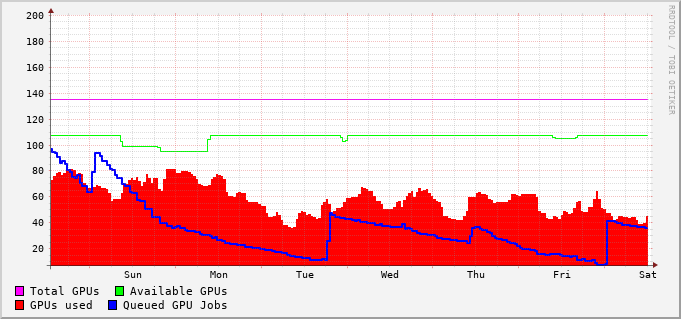 200
180
160
140
120
100
80
60
40
20
Sun Mon Tue Wed Thu Fri Sat
Total GPUs Available GPUs
GPUs used Queued GPU Jobs
RRDTOOL / TOBI OETIKER